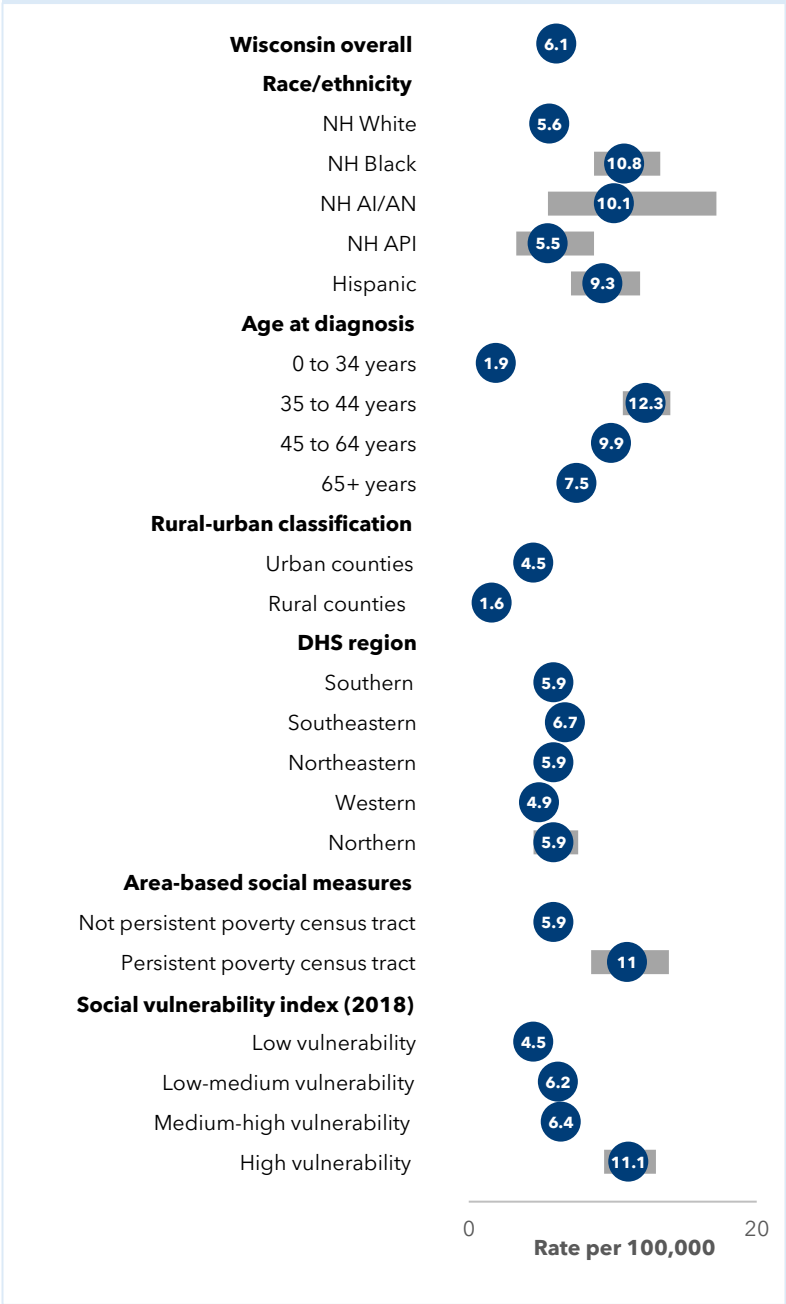 Wisconsin overall 6.1
Race/ethnicity
NH White 5.6
NH Black 10.8
NH AI/AN 10.1
NH API 5.5
Hispanic 9.3
Age at diagnosis
0 to 34 years 1.9
35 to 44 years 12.3
45 to 64 years 9.9
65+ years 7.5
Rural-urban classification
Urban counties 4.5
Rural counties 1.6
DHS region
Southern 5.9
Southeastern 6.7
Northeastern 5.9
Western 4.9
Northern 5.9
Area-based social measures
Not persistent poverty census tract 5.9
Persistent poverty census tract 11
Social vulnerability index (2018)
Low vulnerability 4.5
Low-medium vulnerability 6.2
Medium-high vulnerability 6.4
High vulnerability 11.1
0 20
Rate per 100,000